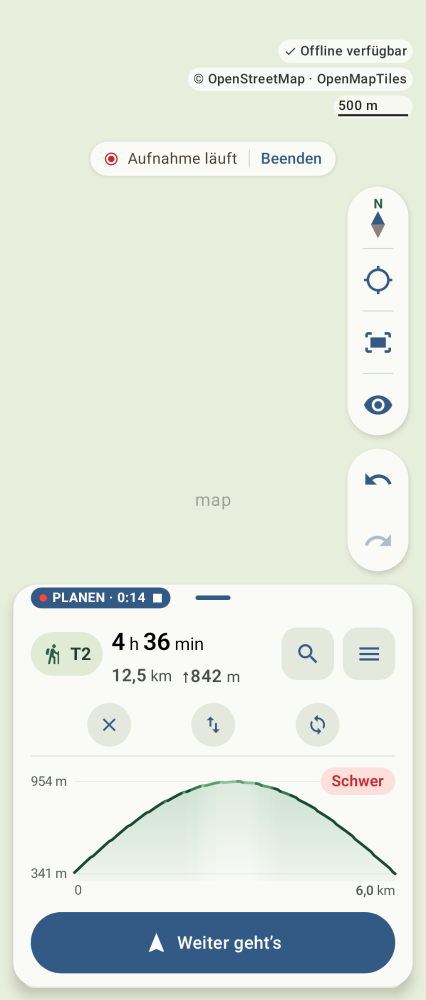 Offline verfügbar
© OpenStreetMap · OpenMapTiles
500 m
Aufnahme läuft Beenden
N
map
PLANEN · 0:14
T2
4 h 36 min
12,5 km ↑842 m
954 m
Schwer
341 m
0 6,0 km
Weiter geht's